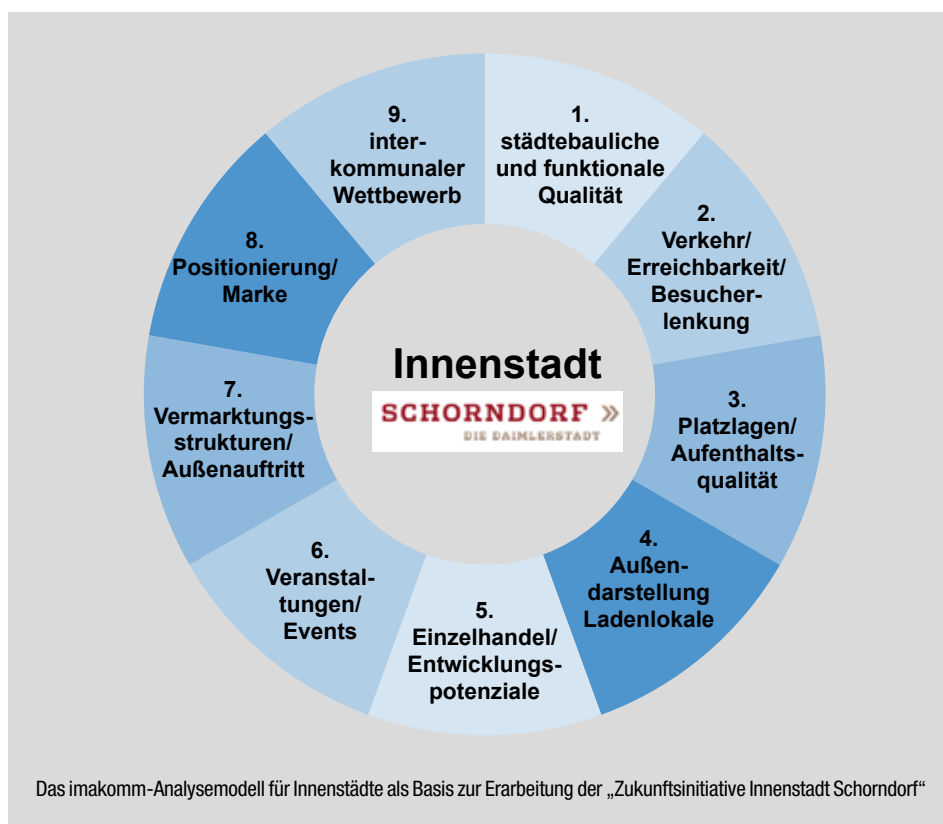 1.
städtebauliche
und funktionale
Qualität
2.
Verkehr/
Erreichbarkeit/
Besucher-
lenkung
3.
Platzlagen/
Aufenthalts-
qualität
4.
Außen-
darstellung
Ladenlokale
5.
Einzelhandel/
Entwicklungs-
potenziale
6.
Veranstal-
tungen/
Events
7.
Vermarktungs-
strukturen/
Außenauftritt
8.
Positionierung/
Marke
9.
inter-
kommunaler
Wettbewerb
Innenstadt
SCHORNDORF »
DIE DAIMLERSTADT
Das imakomm-Analysemodell für Innenstädte als Basis zur Erarbeitung der „Zukunftsinitiative Innenstadt Schorndorf“